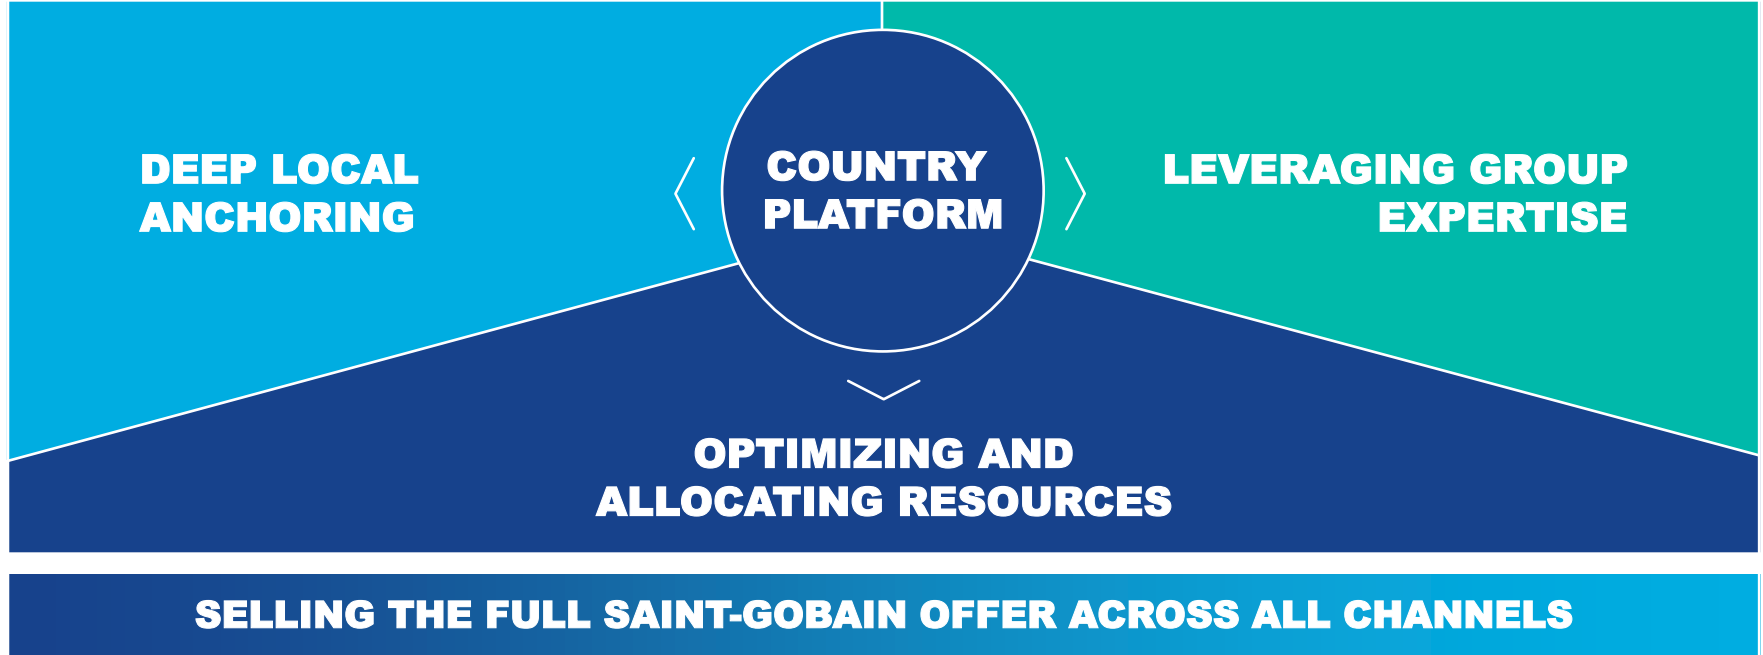 DEEP LOCAL
ANCHORING
COUNTRY
PLATFORM
LEVERAGING GROUP
EXPERTISE
OPTIMIZING AND
ALLOCATING RESOURCES
SELLING THE FULL SAINT-GOBAIN OFFER ACROSS ALL CHANNELS